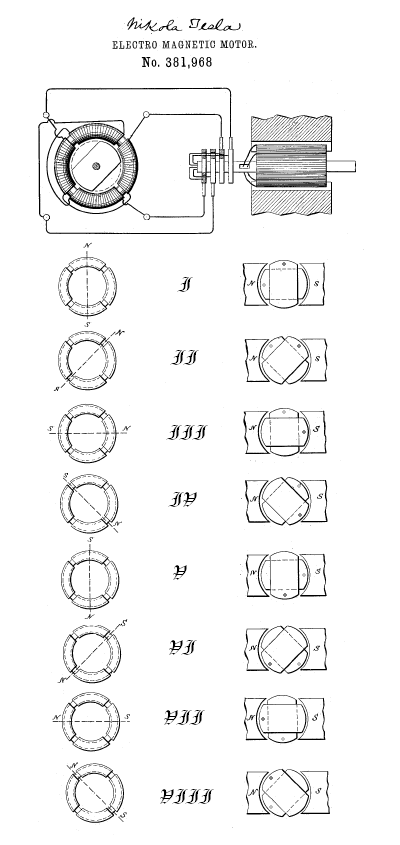 Nikola Tesla
ELECTRO MAGNETIC MOTOR.
No. 381,968
N
S
I
N S
N
S
II
N S
S N
III
N S
S
N
IV
N S
S
N
V
N S
S
N
VI
N S
N S
VII
N S
N
S
VIII
N S